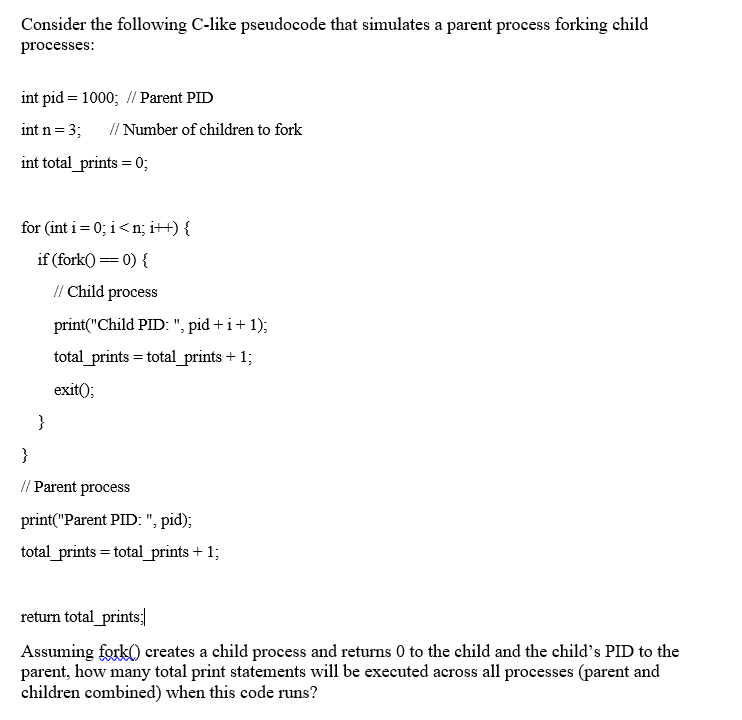 Consider the following C-like pseudocode that simulates a parent process forking child
processes:
int pid = 1000; // Parent PID
int n = 3; // Number of children to fork
int total_prints = 0;
for (int i = 0; i < n; i++) {
if (fork() == 0) {
// Child process
print("Child PID: ", pid + i + 1);
total_prints = total_prints + 1;
exit();
}
}
// Parent process
print("Parent PID: ", pid);
total_prints = total_prints + 1;
return total_prints;
Assuming fork() creates a child process and returns 0 to the child and the child’s PID to the
parent, how many total print statements will be executed across all processes (parent and
children combined) when this code runs?